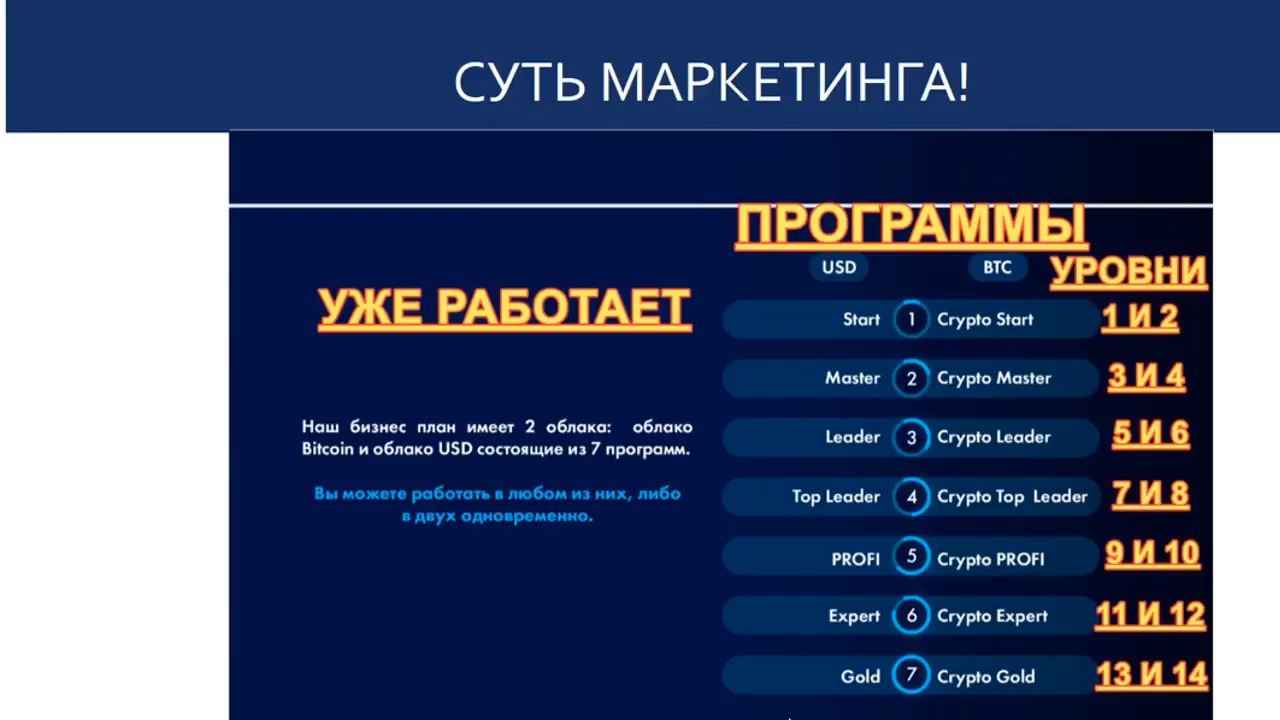 СУТЬ МАРКЕТИНГА!
ПРОГРАММЫ
USD BTC УРОВНИ
УЖЕ РАБОТАЕТ
Наш бизнес план имеет 2 облака: облако
Bitcoin и облако USD состоящие из 7 программ.
Вы можете работать в любом из них, либо
в двух одновременно.
Start 1 Crypto Start 1 И 2
Master 2 Crypto Master 3 И 4
Leader 3 Crypto Leader 5 И 6
Top Leader 4 Crypto Top Leader 7 И 8
PROFI 5 Crypto PROFI 9 И 10
Expert 6 Crypto Expert 11 И 12
Gold 7 Crypto Gold 13 И 14